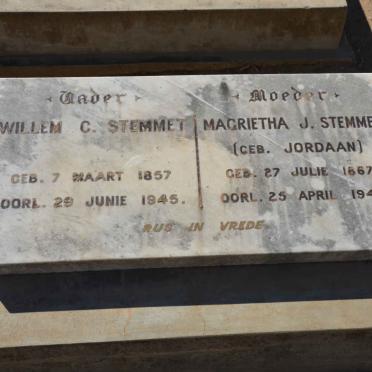 Vader
WILLEM C. STEMMET
GEB. 7 MAART 1857
OORL. 29 JUNIE 1945.
Moeder
MAGRIETHA J. STEMME
(GEB. JORDAAN)
GEB. 27 JULIE 1867
OORL. 25 APRIL 194
RUS IN VREDE